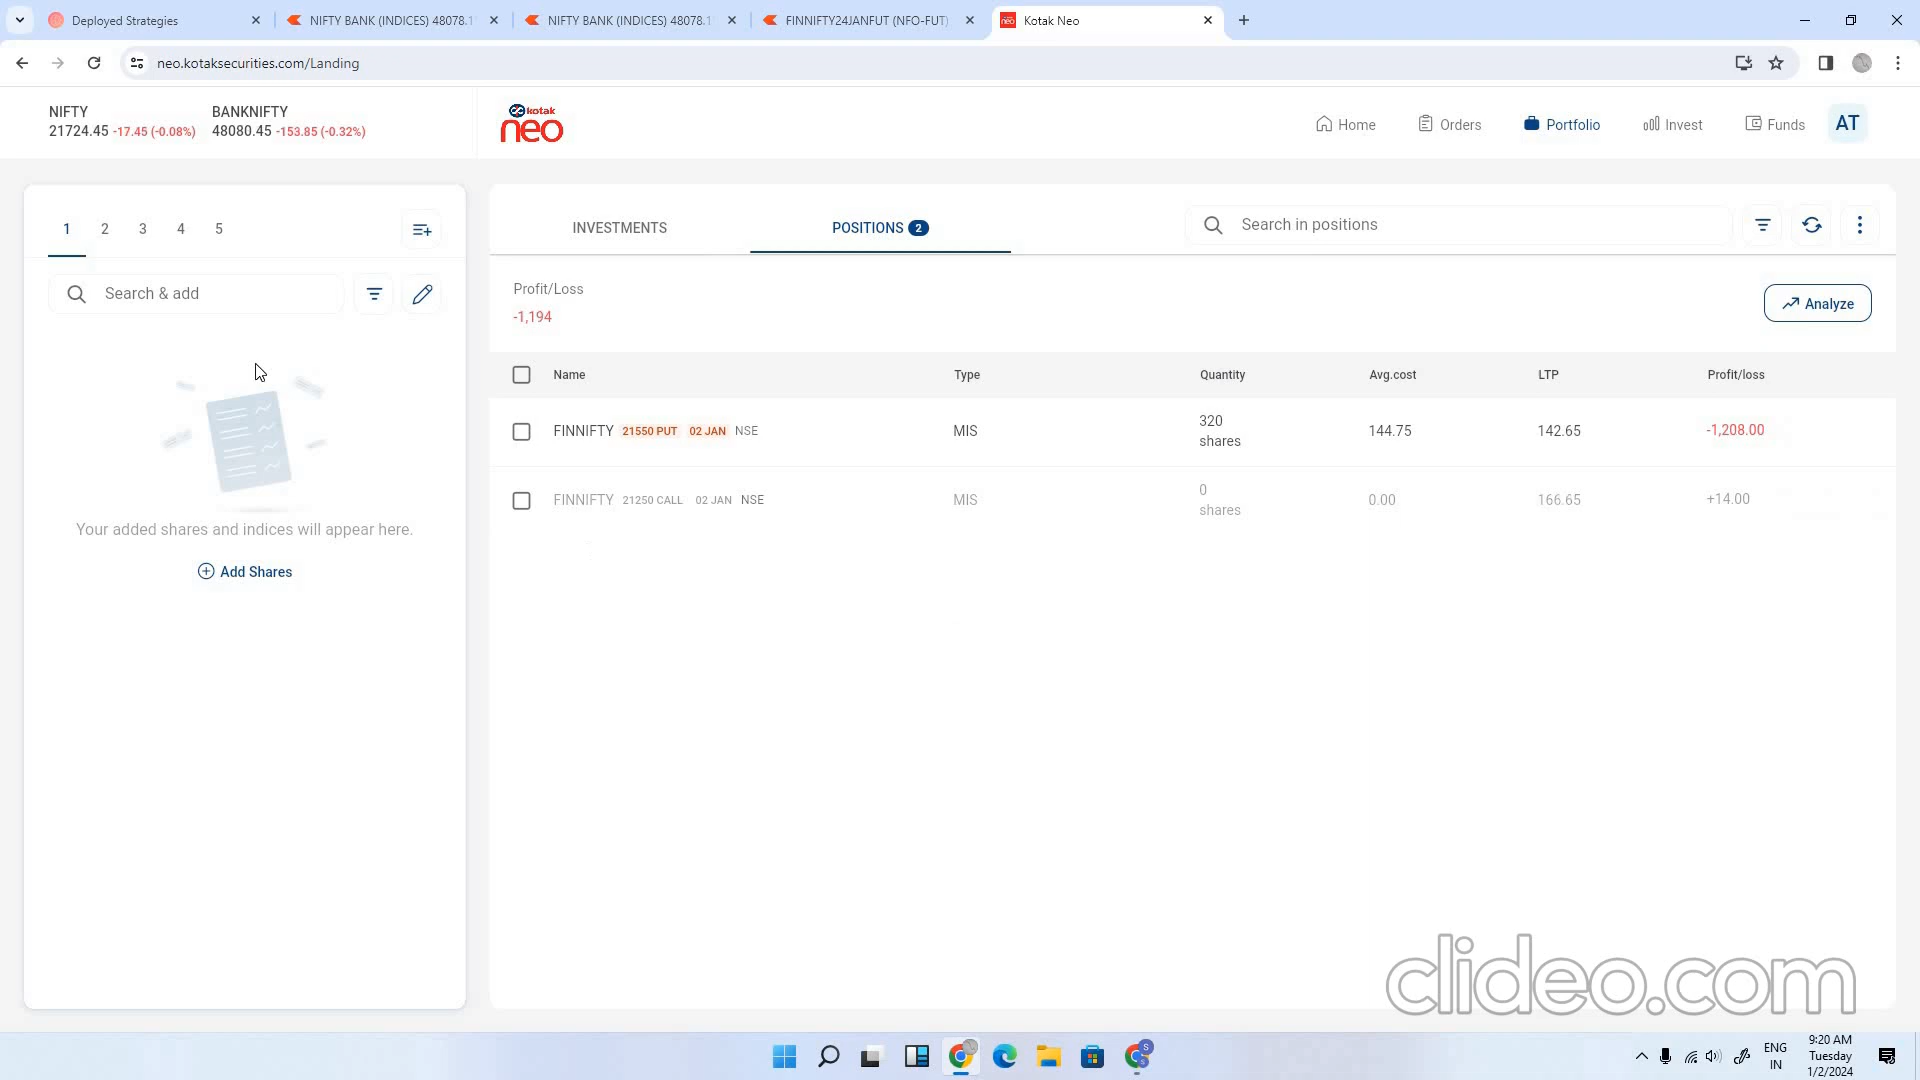 Deployed Strategies
NIFTY BANK (INDICES) 48078.1
NIFTY BANK (INDICES) 48078.1
FINNIFTY24JANFUT (NFO-FUT)
Kotak Neo
neo.kotaksecurities.com/Landing
NIFTY
21724.45 -17.45 (-0.08%)
BANKNIFTY
48080.45 -153.85 (-0.32%)
kotak
neo
Home
Orders
Portfolio
Invest
Funds
AT
1 2 3 4 5
Search & add
Your added shares and indices will appear here.
Add Shares
INVESTMENTS
POSITIONS 2
Search in positions
Profit/Loss
-1,194
Analyze
Name Type Quantity Avg.cost LTP Profit/loss
FINNIFTY 21550 PUT 02 JAN NSE MIS 320 shares 144.75 142.65 -1,208.00
FINNIFTY 21250 CALL 02 JAN NSE MIS 0 shares 0.00 166.65 +14.00
clideo.com
S
ENG
IN
9:20 AM
Tuesday
1/2/2024